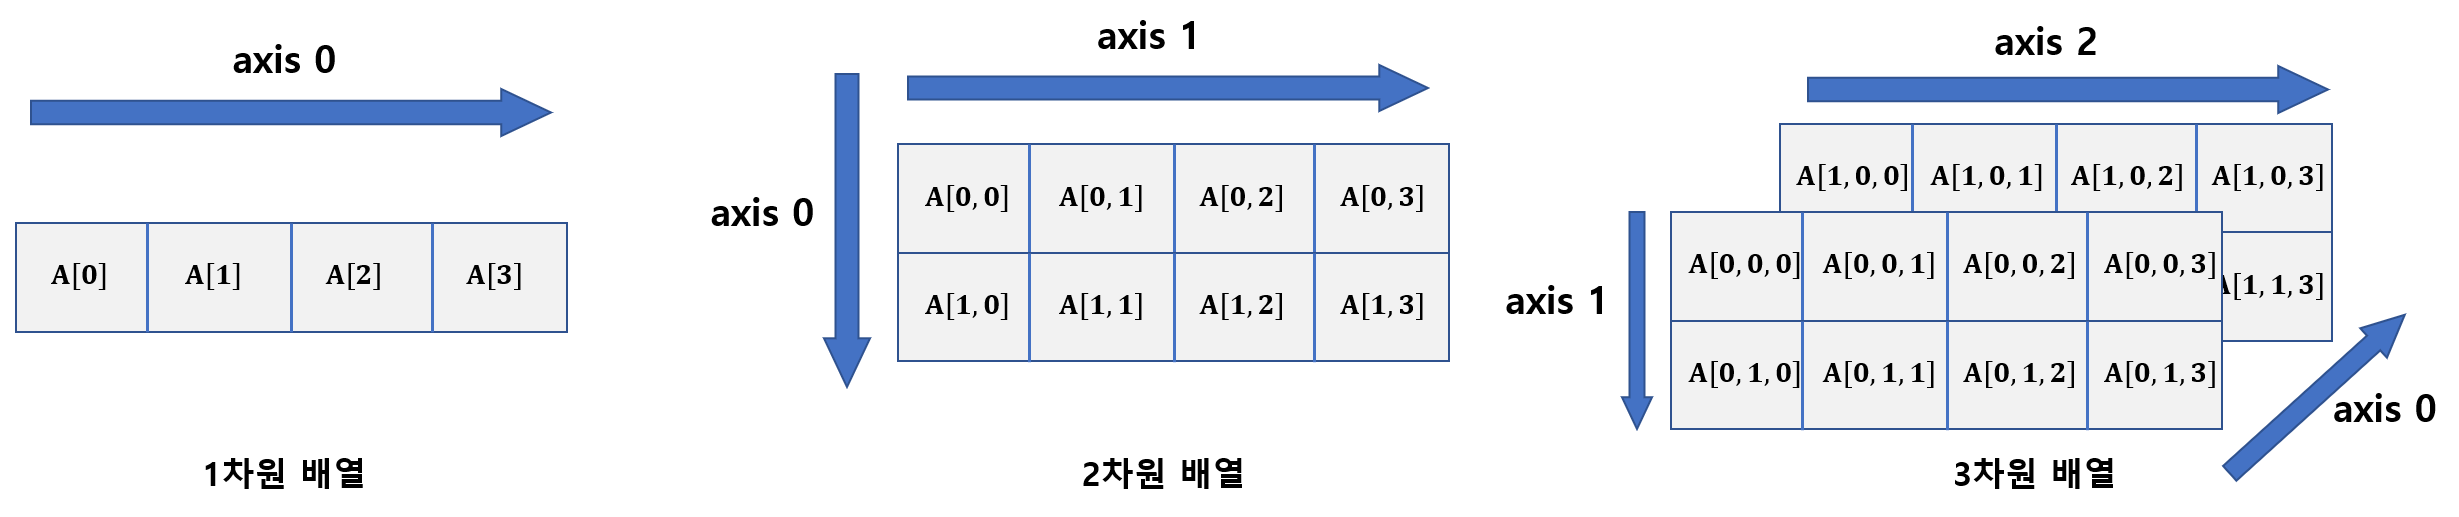 axis 0
A[0] A[1] A[2] A[3]
1차원 배열
axis 1
axis 0
A[0, 0] A[0, 1] A[0, 2] A[0, 3]
A[1, 0] A[1, 1] A[1, 2] A[1, 3]
2차원 배열
axis 2
A[1, 0, 0] A[1, 0, 1] A[1, 0, 2] A[1, 0, 3]
axis 1
A[0, 0, 0] A[0, 0, 1] A[0, 0, 2] A[0, 0, 3]
A[1, 1, 3]
A[0, 1, 0] A[0, 1, 1] A[0, 1, 2] A[0, 1, 3]
axis 0
3차원 배열